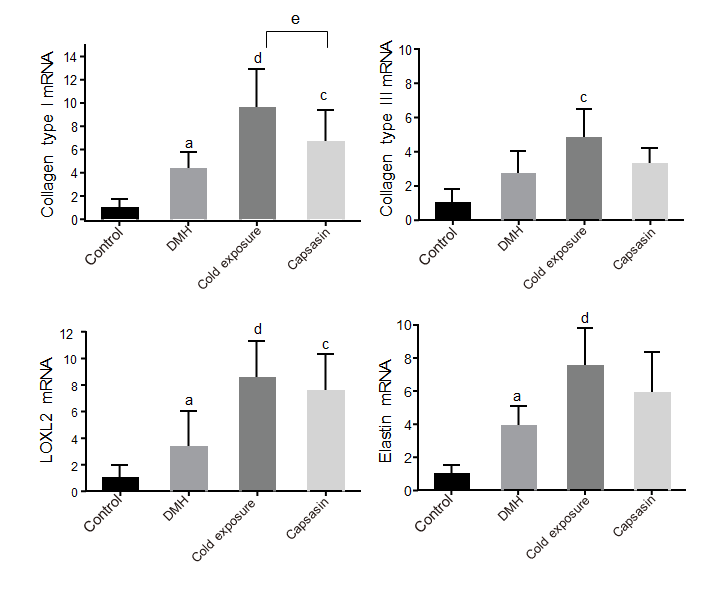 e
Collagen type I mRNA
14
12
10
8
6
4
2
0
a
d
c
Control
DMH
Cold exposure
Capsasin
Collagen type III mRNA
10
8
6
4
2
0
c
Control
DMH
Cold exposure
Capsasin
LOXL2 mRNA
12
10
8
6
4
2
0
a
d
c
Control
DMH
Cold exposure
Capsasin
Elastin mRNA
10
8
6
4
2
0
a
d
Control
DMH
Cold exposure
Capsasin